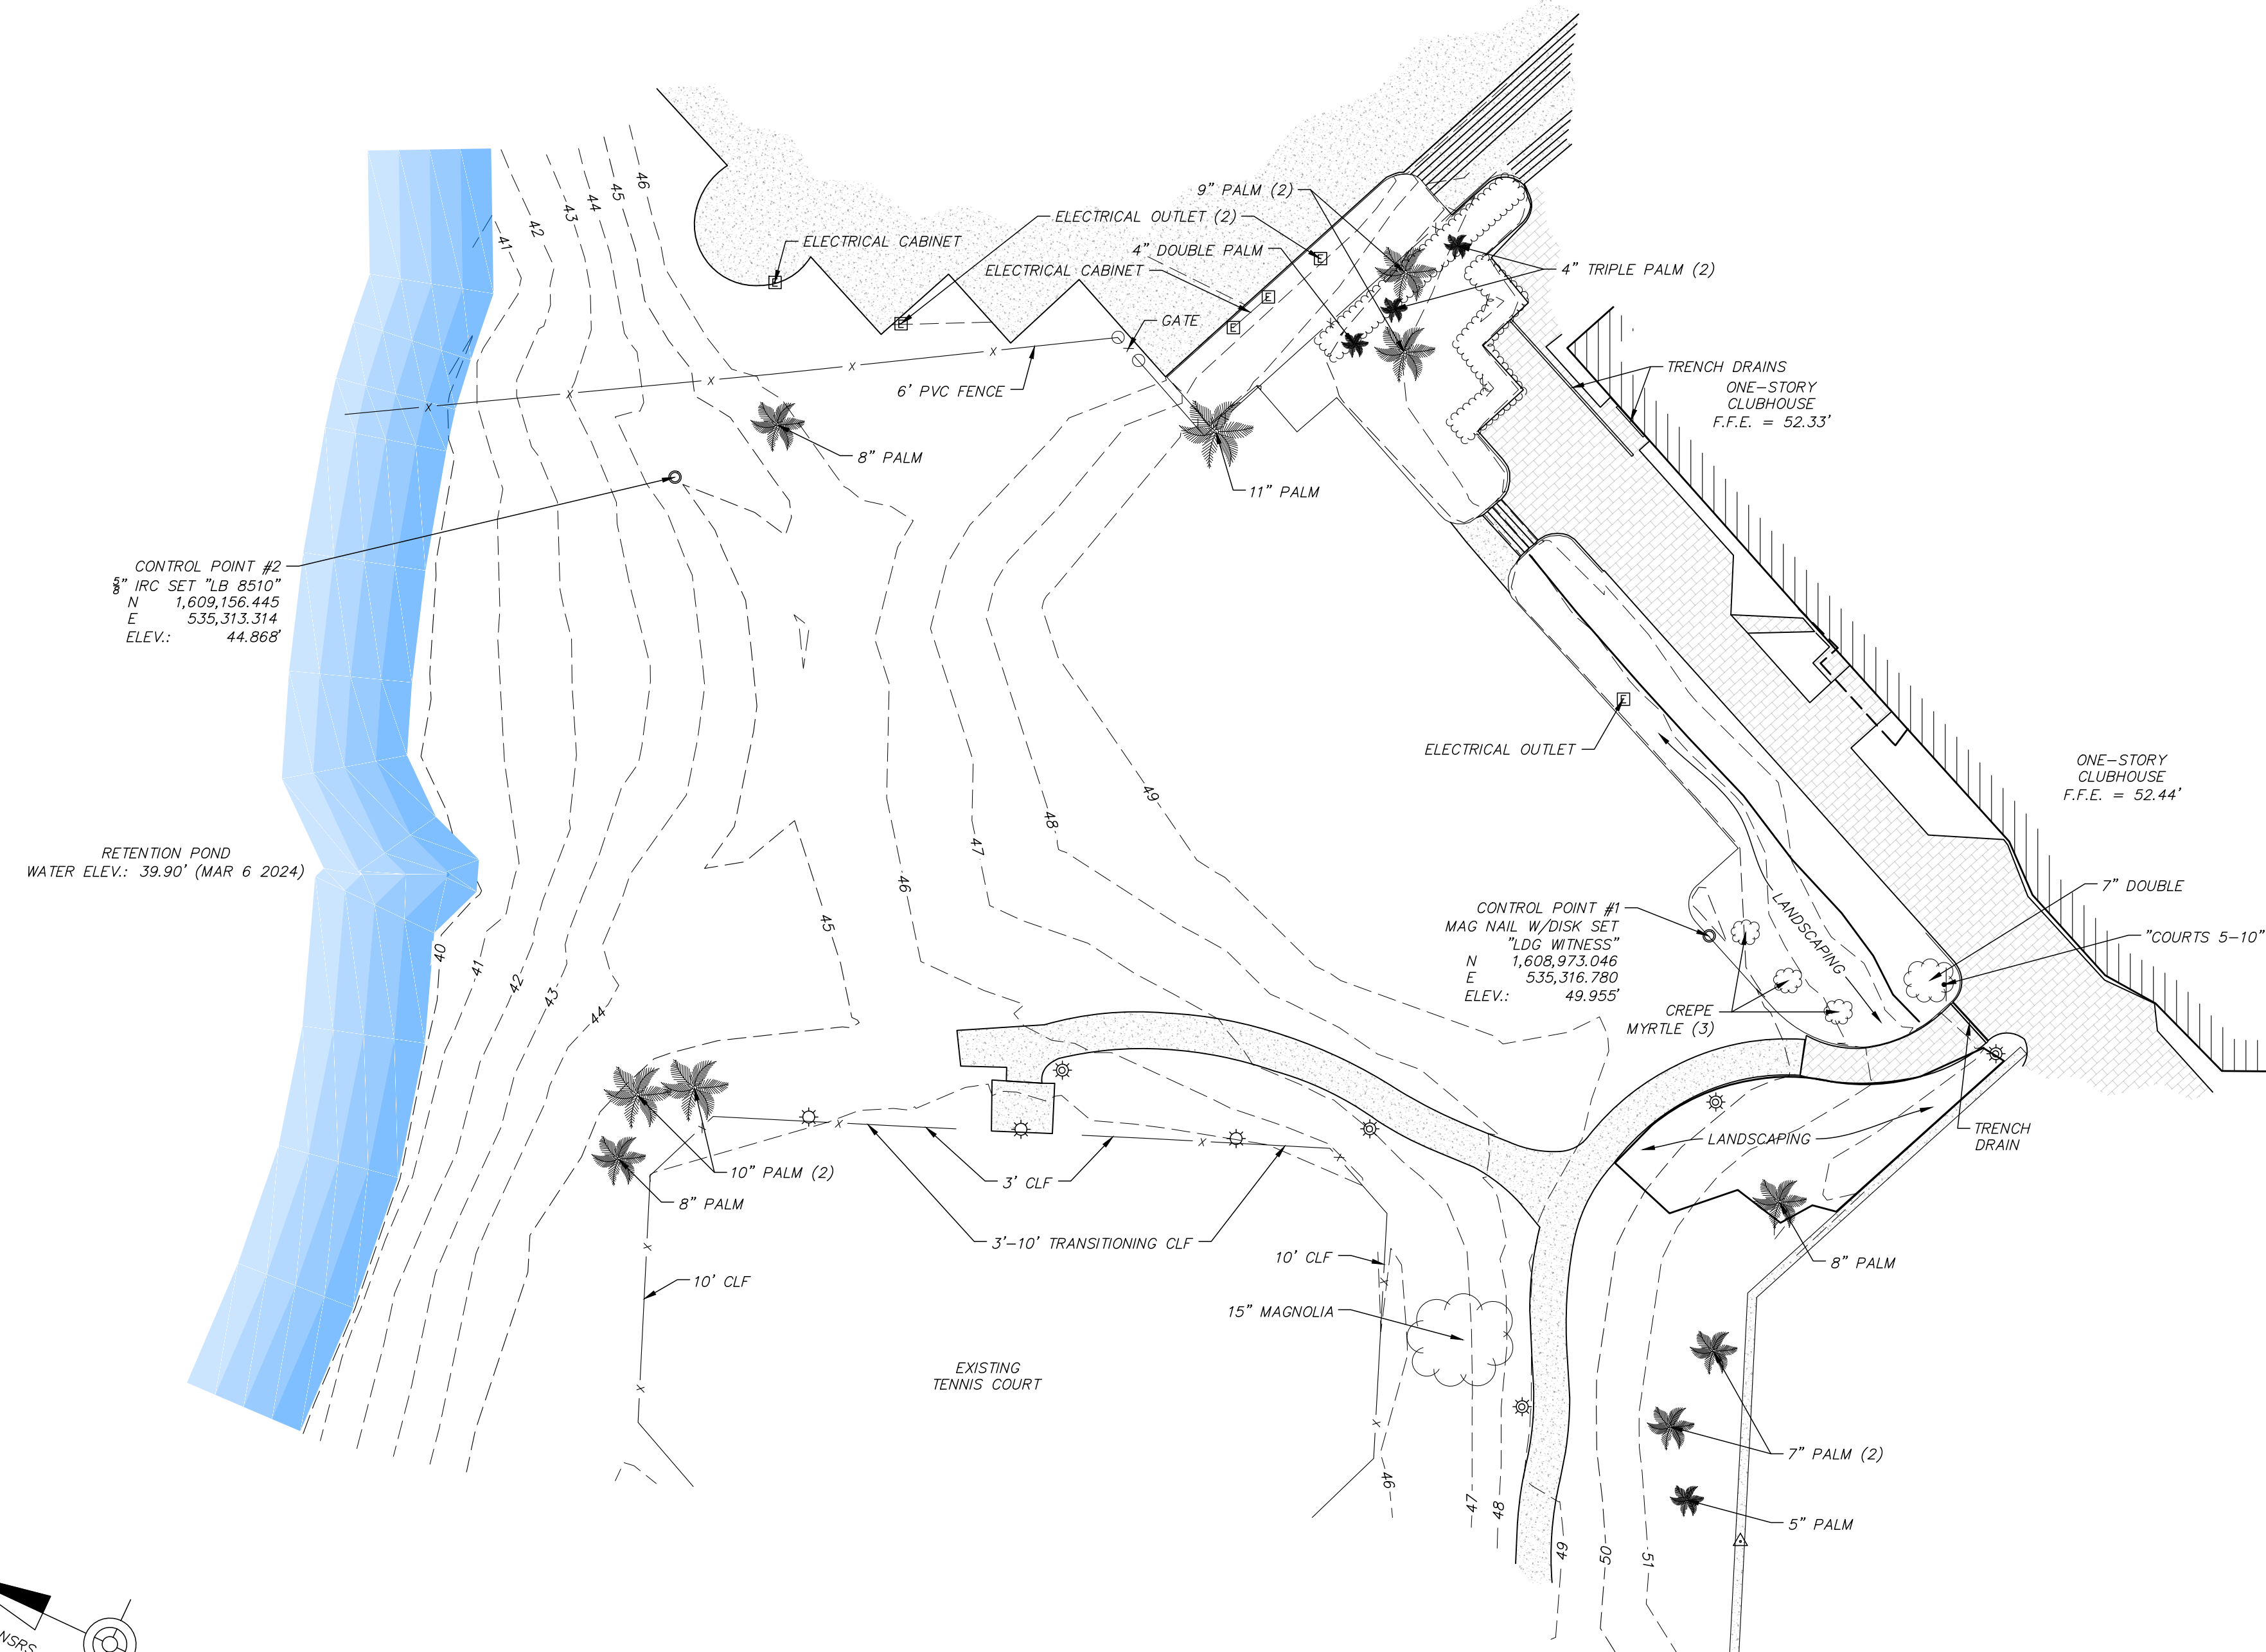 46
45
44
43
42
41
9" PALM (2)
ELECTRICAL OUTLET (2)
ELECTRICAL CABINET
4" DOUBLE PALM
ELECTRICAL CABINET
4" TRIPLE PALM (2)
E
E
E
E
E
GATE
TRENCH DRAINS
ONE-STORY
CLUBHOUSE
F.F.E. = 52.33'
6' PVC FENCE
8" PALM
11" PALM
CONTROL POINT #2
5/8" IRC SET "LB 8510"
N 1,609,156.445
E 535,313.314
ELEV.: 44.868'
E
ELECTRICAL OUTLET
ONE-STORY
CLUBHOUSE
F.F.E. = 52.44'
49
48
47
46
45
RETENTION POND
WATER ELEV.: 39.90' (MAR 6 2024)
7" DOUBLE
"COURTS 5-10"
CONTROL POINT #1
MAG NAIL W/DISK SET
"LDG WITNESS"
N 1,608,973.046
E 535,316.780
ELEV.: 49.955'
LANDSCAPING
CREPE
MYRTLE (3)
40
41
42
43
44
TRENCH
DRAIN
LANDSCAPING
10" PALM (2)
3' CLF
8" PALM
3'-10' TRANSITIONING CLF
10' CLF
10' CLF
8" PALM
15" MAGNOLIA
EXISTING
TENNIS COURT
7" PALM (2)
5" PALM
46
47
48
49
50
51
NSRS